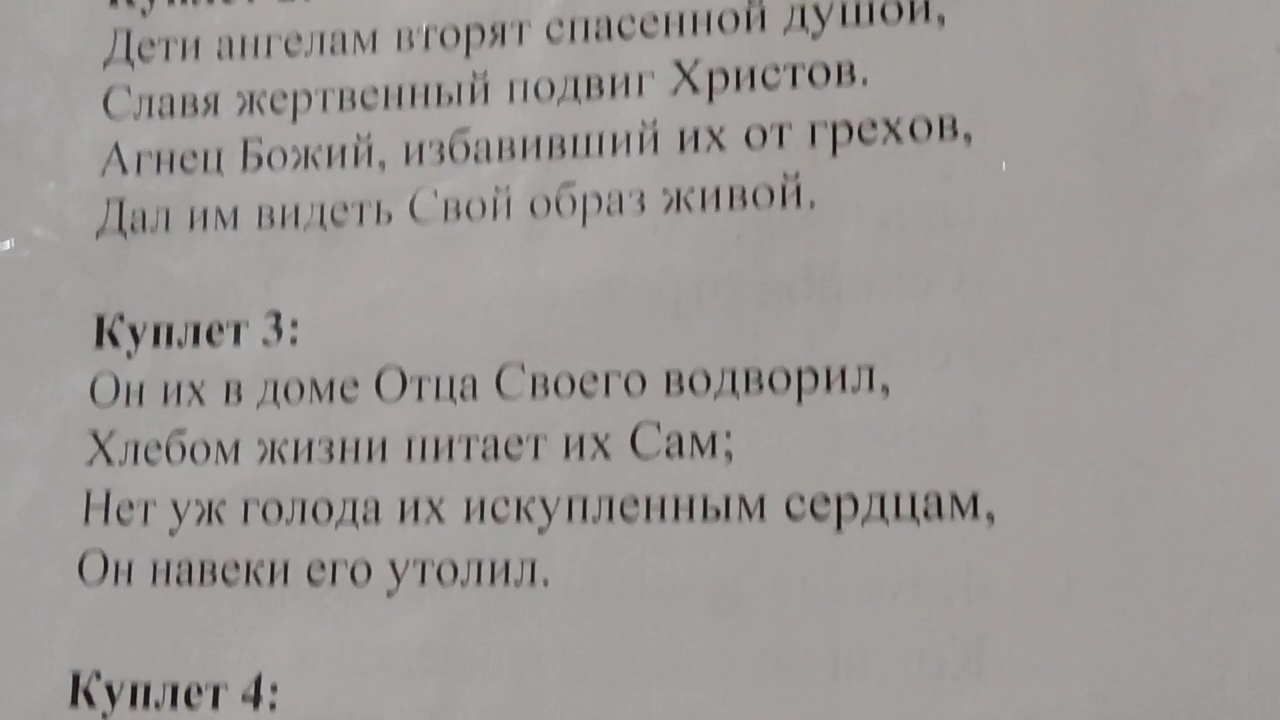 Дети ангелам вторят спасенной душой,
Славя жертвенный подвиг Христов.
Агнец Божий, избавивший их от грехов,
Дал им видеть Свой образ живой.
Куплет 3:
Он их в доме Отца Своего водворил,
Хлебом жизни питает их Сам;
Нет уж голода их искупленным сердцам,
Он навеки его утолил.
Куплет 4: